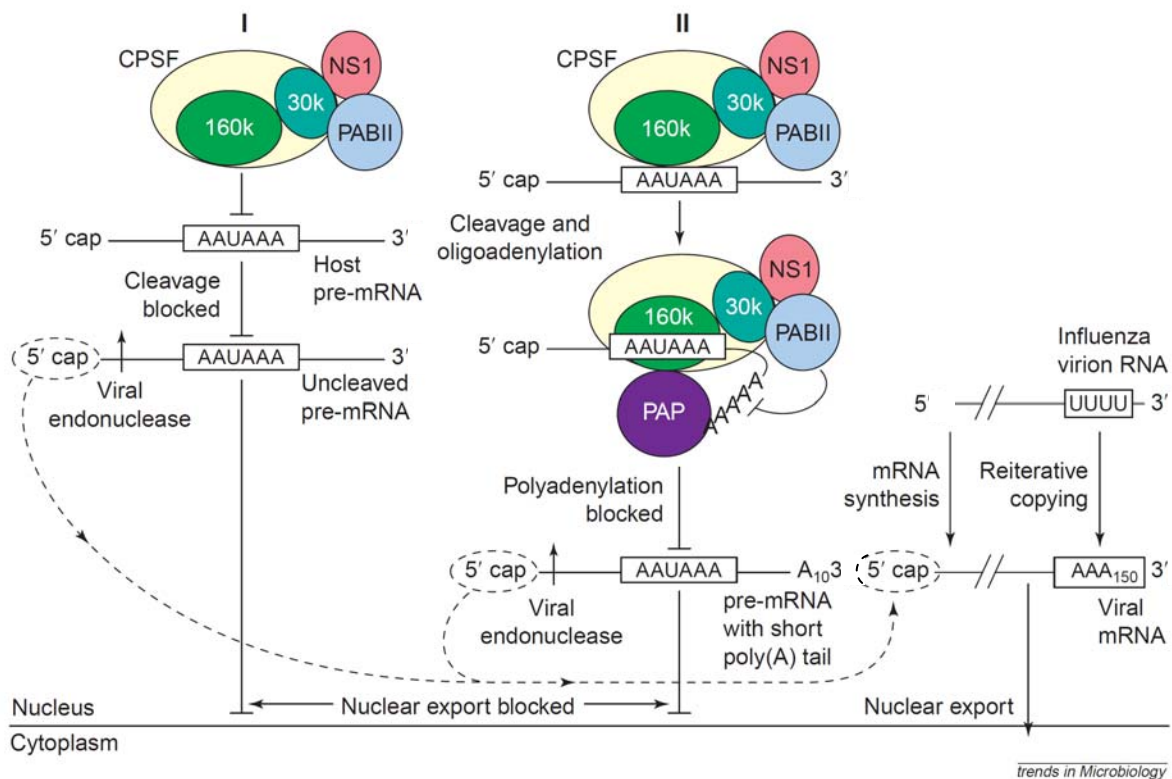 I
CPSF
NS1
30k
160k
PABII
5′ cap
AAUAAA
3′
Host
pre-mRNA
Cleavage
blocked
5′ cap
AAUAAA
3′
Viral
endonuclease
Uncleaved
pre-mRNA
II
CPSF
NS1
30k
160k
PABII
5′ cap
AAUAAA
3′
Cleavage and
oligoadenylation
NS1
30k
160k
PABII
5′ cap
AAUAAA
AAAAA
PAP
Polyadenylation
blocked
5′ cap
AAUAAA
A₁₀3
Viral
endonuclease
pre-mRNA
with short
poly(A) tail
Influenza
virion RNA
5′
UUUU
3′
mRNA
synthesis
Reiterative
copying
5′ cap
AAA₁₅₀
3′
Viral
mRNA
Nucleus
Nuclear export blocked
Nuclear export
Cytoplasm
trends in Microbiology